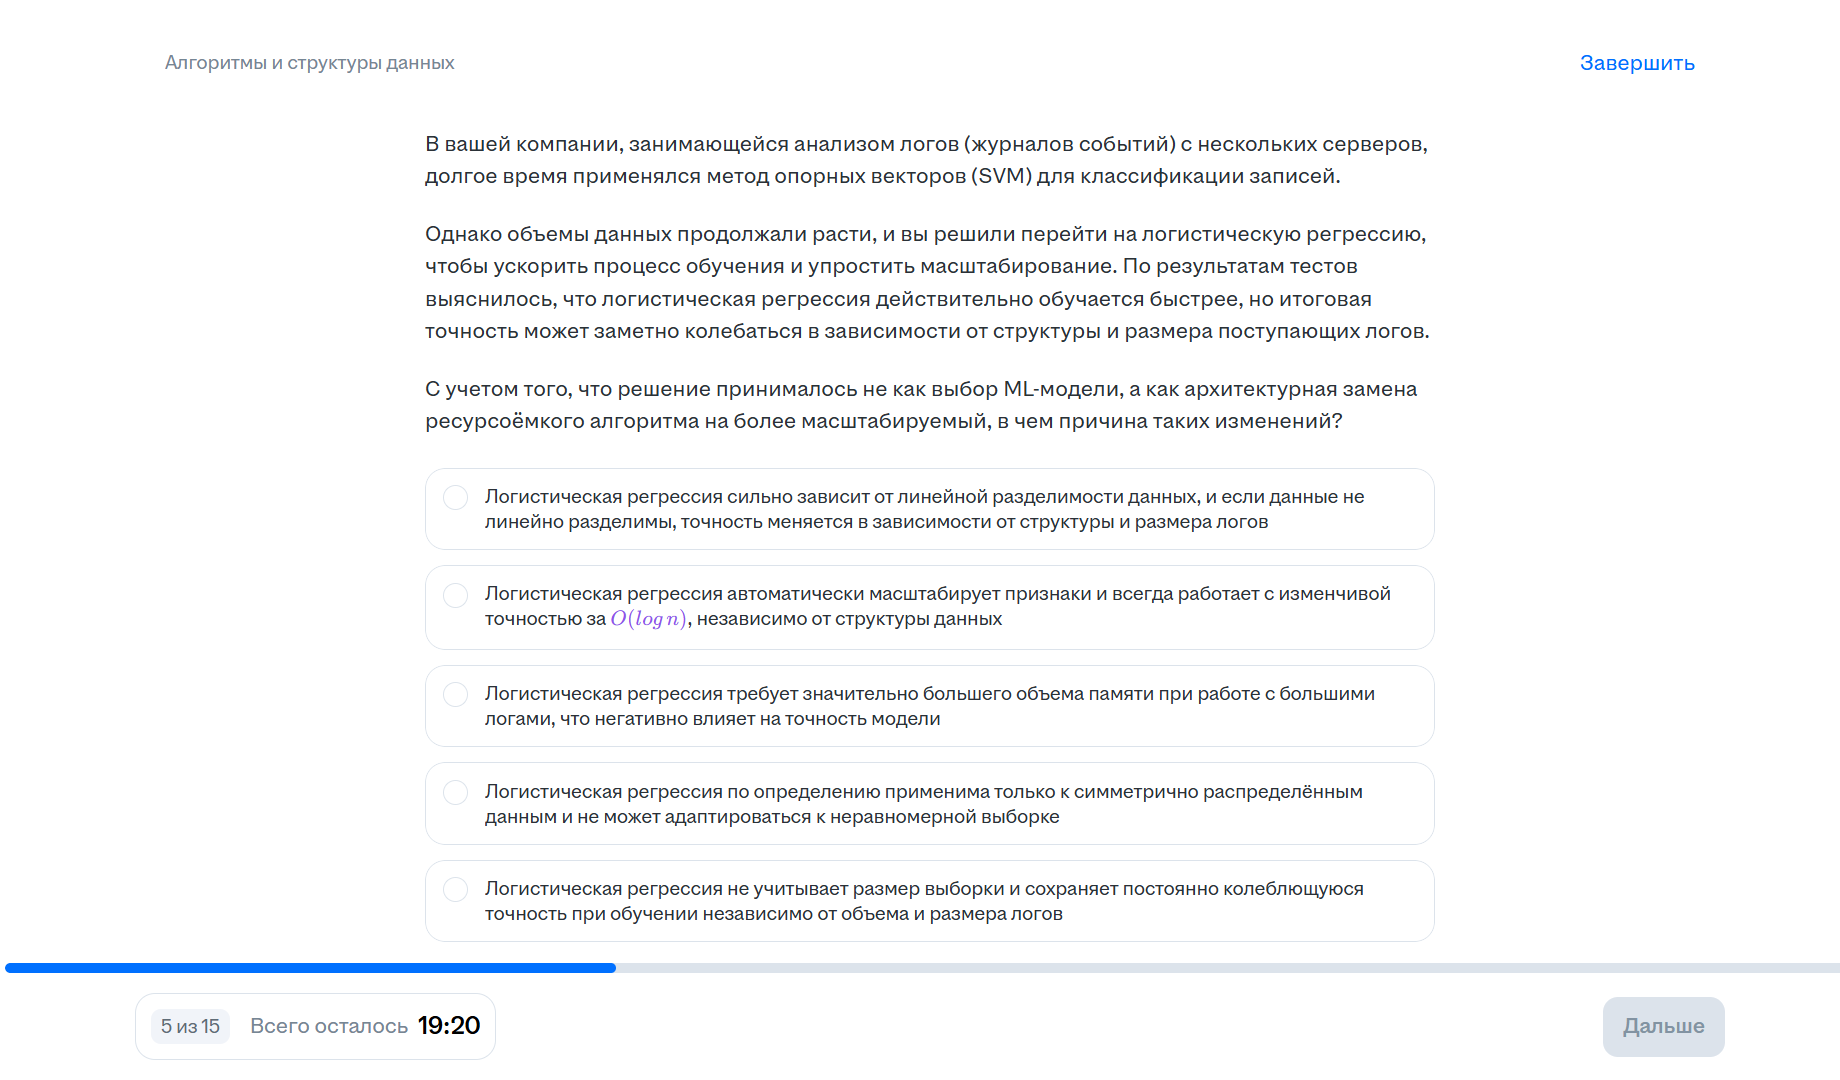 Алгоритмы и структуры данных
Завершить
В вашей компании, занимающейся анализом логов (журналов событий) с нескольких серверов,
долгое время применялся метод опорных векторов (SVM) для классификации записей.
Однако объемы данных продолжали расти, и вы решили перейти на логистическую регрессию,
чтобы ускорить процесс обучения и упростить масштабирование. По результатам тестов
выяснилось, что логистическая регрессия действительно обучается быстрее, но итоговая
точность может заметно колебаться в зависимости от структуры и размера поступающих логов.
С учетом того, что решение принималось не как выбор ML-модели, а как архитектурная замена
ресурсоёмкого алгоритма на более масштабируемый, в чем причина таких изменений?
Логистическая регрессия сильно зависит от линейной разделимости данных, и если данные не
линейно разделимы, точность меняется в зависимости от структуры и размера логов
Логистическая регрессия автоматически масштабирует признаки и всегда работает с изменчивой
точностью за O(log n), независимо от структуры данных
Логистическая регрессия требует значительно большего объема памяти при работе с большими
логами, что негативно влияет на точность модели
Логистическая регрессия по определению применима только к симметрично распределённым
данным и не может адаптироваться к неравномерной выборке
Логистическая регрессия не учитывает размер выборки и сохраняет постоянно колеблющуюся
точность при обучении независимо от объема и размера логов
5 из 15 Всего осталось 19:20
Дальше